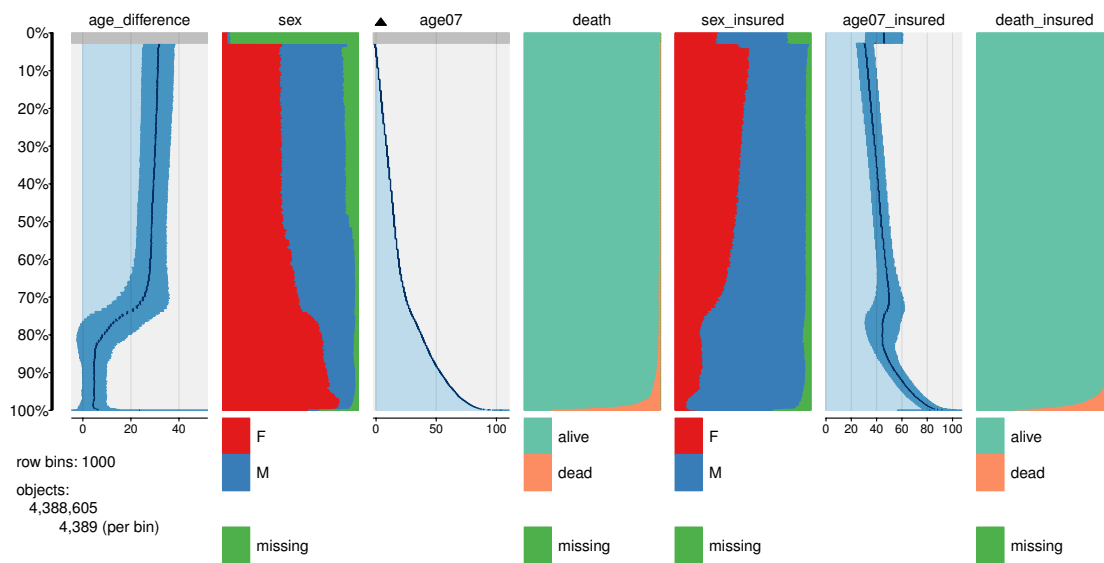 age_difference sex age07 death sex_insured age07_insured death_insured
0%
10%
20%
30%
40%
50%
60%
70%
80%
90%
100%
0 20 40 0 50 100 0 20 40 60 80 100
F alive F alive
M dead M dead
missing missing missing missing
row bins: 1000
objects:
4,388,605
4,389 (per bin)